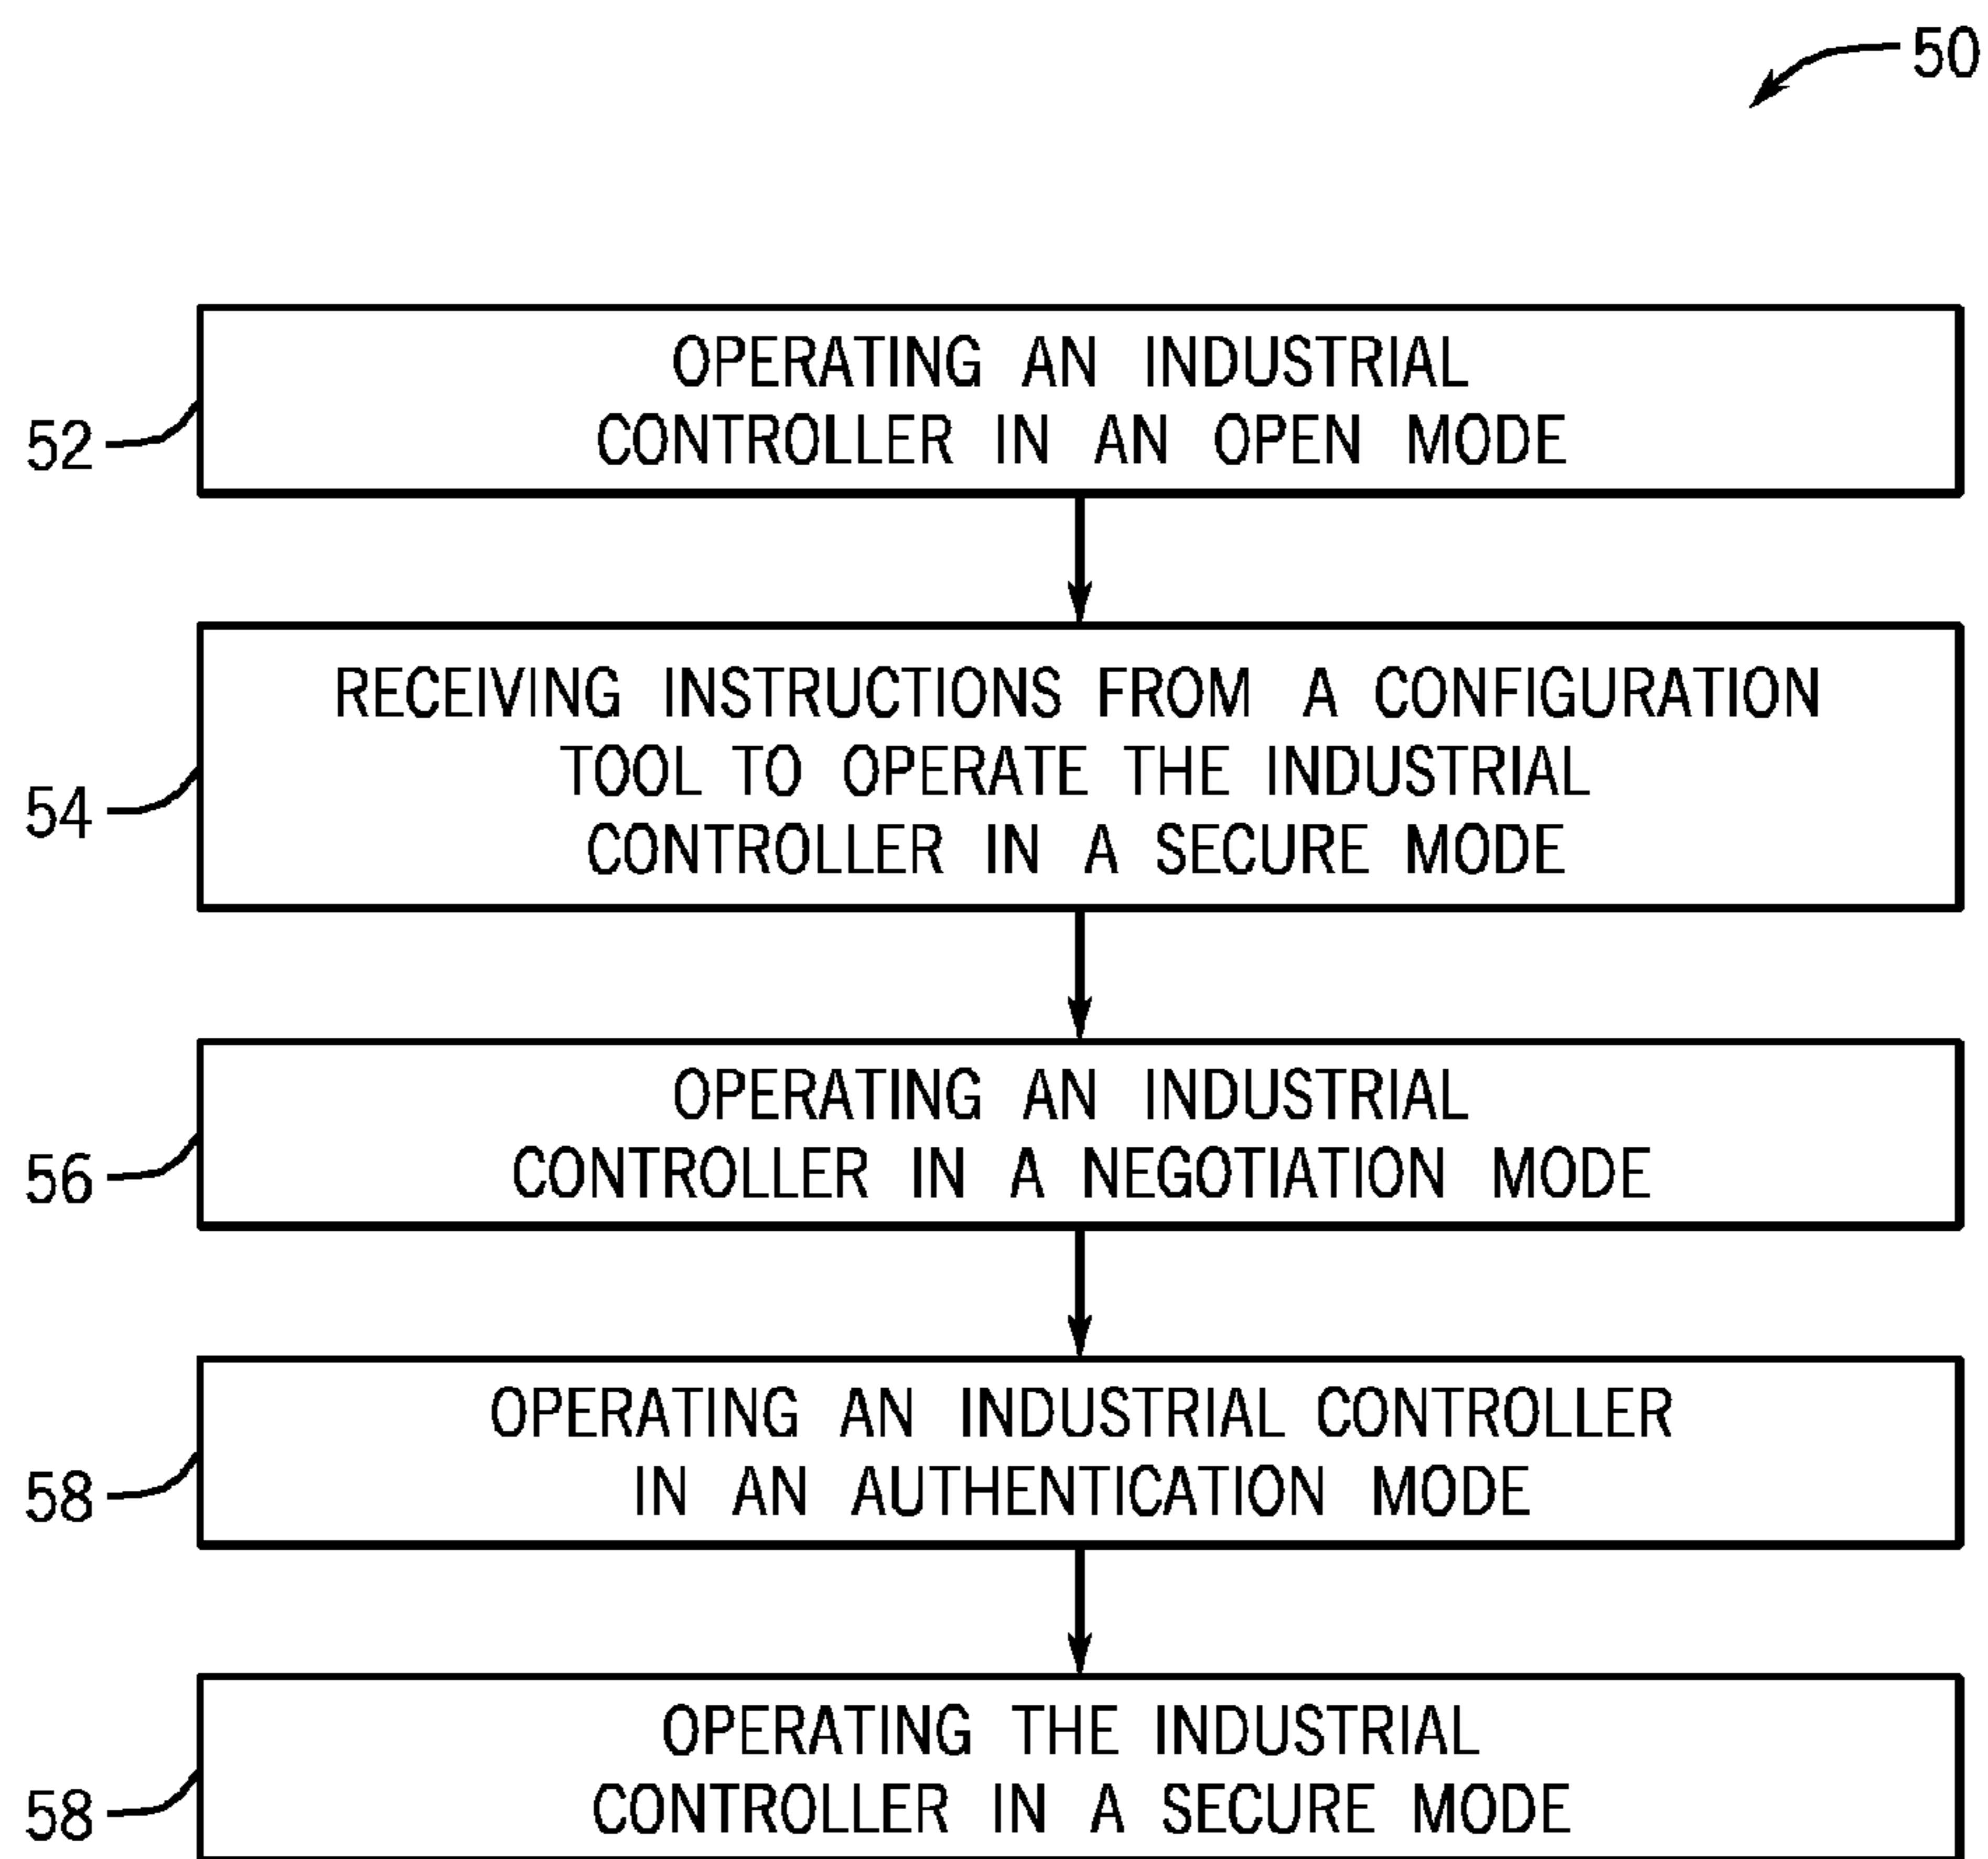 50
OPERATING AN INDUSTRIAL
CONTROLLER IN AN OPEN MODE
52
RECEIVING INSTRUCTIONS FROM A CONFIGURATION
TOOL TO OPERATE THE INDUSTRIAL
CONTROLLER IN A SECURE MODE
54
OPERATING AN INDUSTRIAL
CONTROLLER IN A NEGOTIATION MODE
56
OPERATING AN INDUSTRIAL CONTROLLER
IN AN AUTHENTICATION MODE
58
OPERATING THE INDUSTRIAL
CONTROLLER IN A SECURE MODE
58